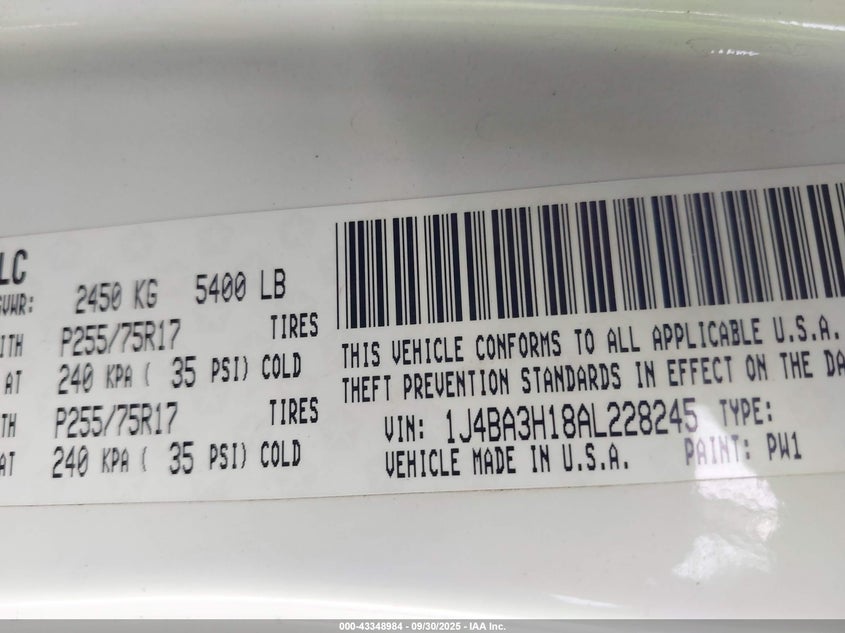 LC
GVWR: 2450 KG 5400 LB
ITH P255/75R17 TIRES
AT 240 KPA ( 35 PSI) COLD
TH P255/75R17 TIRES
AT 240 KPA ( 35 PSI) COLD
THIS VEHICLE CONFORMS TO ALL APPLICABLE U.S.A.
THEFT PREVENTION STANDARDS IN EFFECT ON THE DA
VIN: 1J4BA3H18AL228245 TYPE:
VEHICLE MADE IN U.S.A. PAINT: PW1
000-43348984 - 09/30/2025 - IAA Inc.